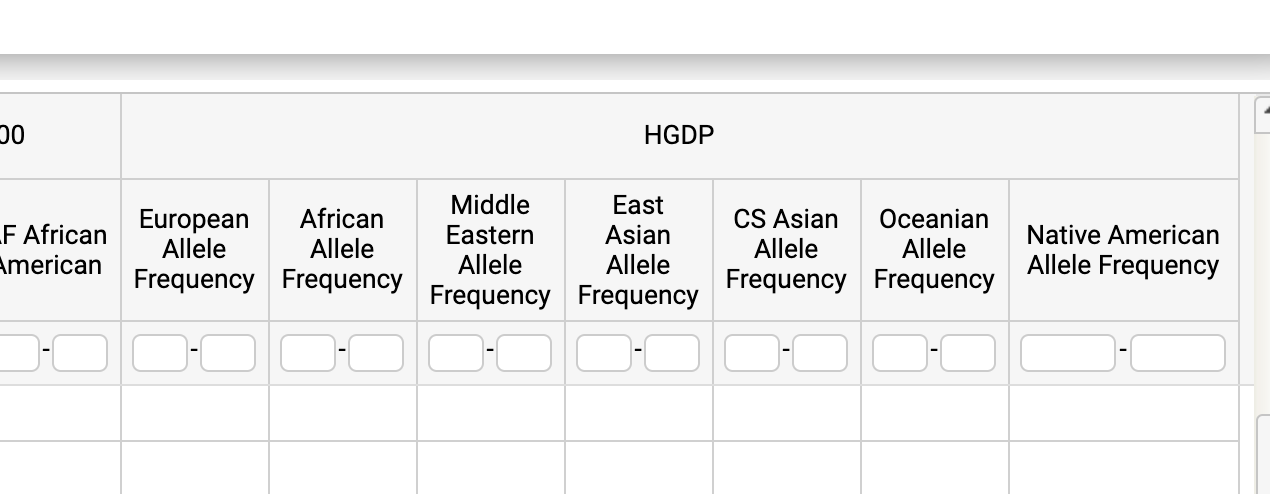 00
HGDP
F African
American
European
Allele
Frequency
African
Allele
Frequency
Middle
Eastern
Allele
Frequency
East
Asian
Allele
Frequency
CS Asian
Allele
Frequency
Oceanian
Allele
Frequency
Native American
Allele Frequency
- - - - - - - -